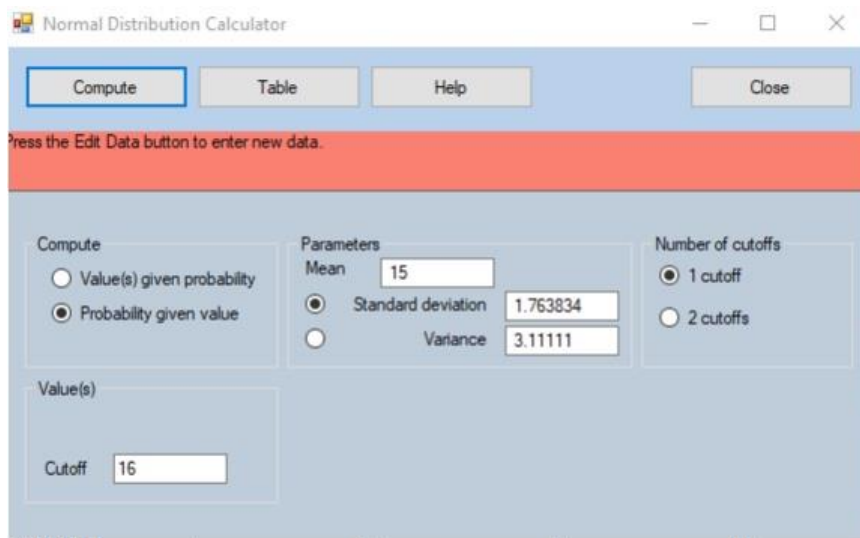 Normal Distribution Calculator
Compute Table Help Close
Press the Edit Data button to enter new data.
Compute
Value(s) given probability
Probability given value
Parameters
Mean 15
Standard deviation 1.763834
Variance 3.11111
Number of cutoffs
1 cutoff
2 cutoffs
Value(s)
Cutoff 16